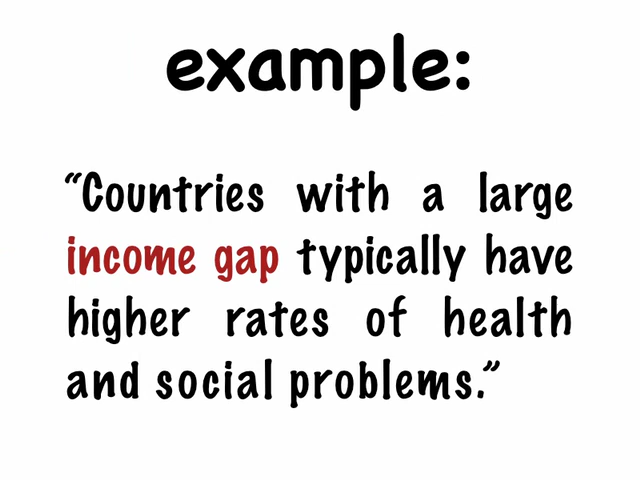 example:
“Countries with a large
income gap typically have
higher rates of health
and social problems.”